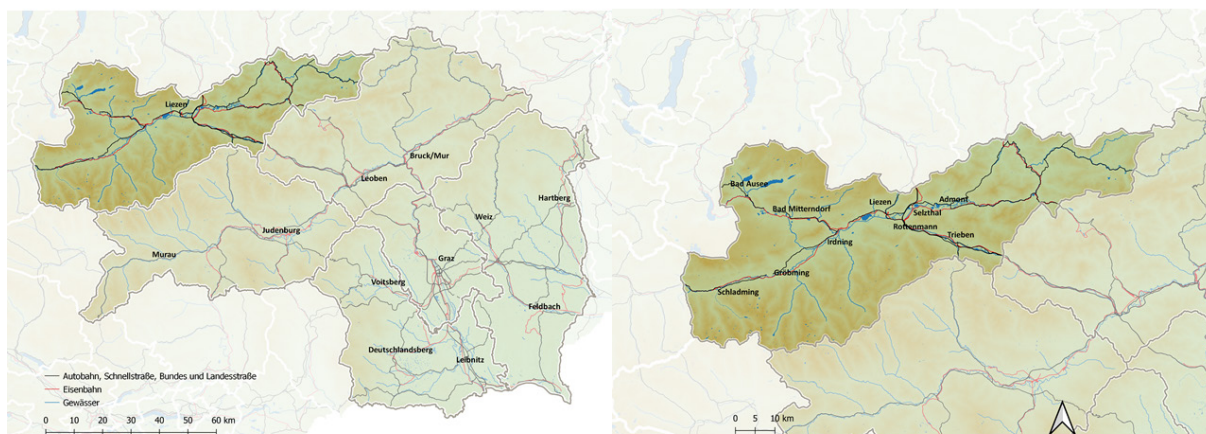 Liezen
Bruck/Mur
Leoben
Hartberg
Weiz
Judenburg
Murau
Graz
Voitsberg
Feldbach
Deutschlandsberg
Leibnitz
Autobahn, Schnellstraße, Bundes und Landesstraße
Eisenbahn
Gewässer
0 10 20 30 40 50 60 km
Bad Ausee
Bad Mitterndorf
Liezen
Admont
Selzthal
Rottenmann
Irdning
Trieben
Gröbming
Schladming
0 5 10 km